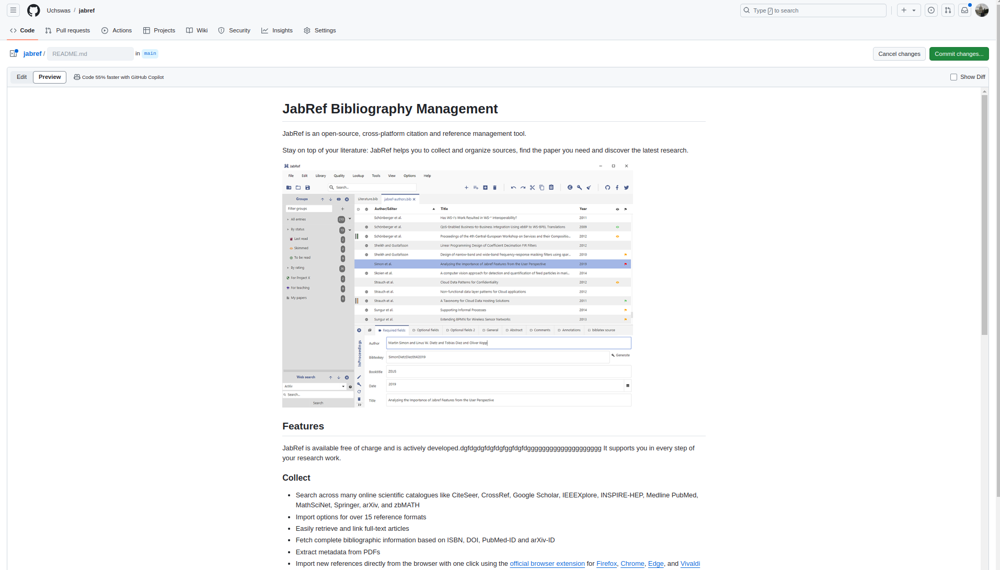 Uchswas / jabref
Type / to search
Code Pull requests Actions Projects Wiki Security Insights Settings
jabref / README.md in main
Cancel changes Commit changes...
Edit Preview Code 55% faster with GitHub Copilot
Show Diff
JabRef Bibliography Management
JabRef is an open-source, cross-platform citation and reference management tool.
Stay on top of your literature: JabRef helps you to collect and organize sources, find the paper you need and discover the latest research.
JabRef
File Edit Library Quality Lookup Tools View Options Help
Search...
Groups
Filter groups
All entries 210
By status 13
Last read 2
Skimmed 2
To be read 9
By rating 36
For Project X 2
For teaching 9
My papers 8
Web search
ArXiv
Search...
Search
Literature.bib jabref-authors.bib
Author/Editor Title Year
Schönberger et al. Has WS-I's Work Resulted in WS-* Interoperability? 2011
Schönberger et al. QoS-Enabled Business-to-Business Integration Using ebBP to WS-BPEL Translations 2009
Schönberger et al. Proceedings of the 4th Central-European Workshop on Services and their Compositio... 2012
Sheikh and Gustafsson Linear Programming Design of Coefficient Decimation FIR Filters 2012
Sheikh and Gustafsson Design of narrow-band and wide-band frequency-response masking filters using spar... 2010
Simon et al. Analyzing the Importance of Jabref Features from the User Perspective 2019
Skoien et al. A computer vision approach for detection and quantification of feed particles in mari... 2014
Strauch et al. Cloud Data Patterns for Confidentiality 2012
Strauch et al. Non-functional data layer patterns for Cloud applications 2012
Strauch et al. A Taxonomy for Cloud Data Hosting Solutions 2011
Sungur et al. Supporting Informal Processes 2014
Sungur et al. Extending BPMN for Wireless Sensor Networks 2013
Required fields Optional fields Optional fields 2 General Abstract Comments Annotations {} biblatex source
InProceedings
Author Martin Simon and Linus W. Dietz and Tobias Diez and Oliver Kopp
Bibtexkey SimonDietzDiezEtAl2019 Generate
Booktitle ZEUS
Date 2019
Title Analyzing the Importance of Jabref Features from the User Perspective
Features
JabRef is available free of charge and is actively developed.dgfdgdgfdgfdgfggfdgfdgggggggggggggggggggg It supports you in every step of
your research work.
Collect
• Search across many online scientific catalogues like CiteSeer, CrossRef, Google Scholar, IEEEXplore, INSPIRE-HEP, Medline PubMed,
MathSciNet, Springer, arXiv, and zbMATH
• Import options for over 15 reference formats
• Easily retrieve and link full-text articles
• Fetch complete bibliographic information based on ISBN, DOI, PubMed-ID and arXiv-ID
• Extract metadata from PDFs
• Import new references directly from the browser with one click using the official browser extension for Firefox, Chrome, Edge, and Vivaldi